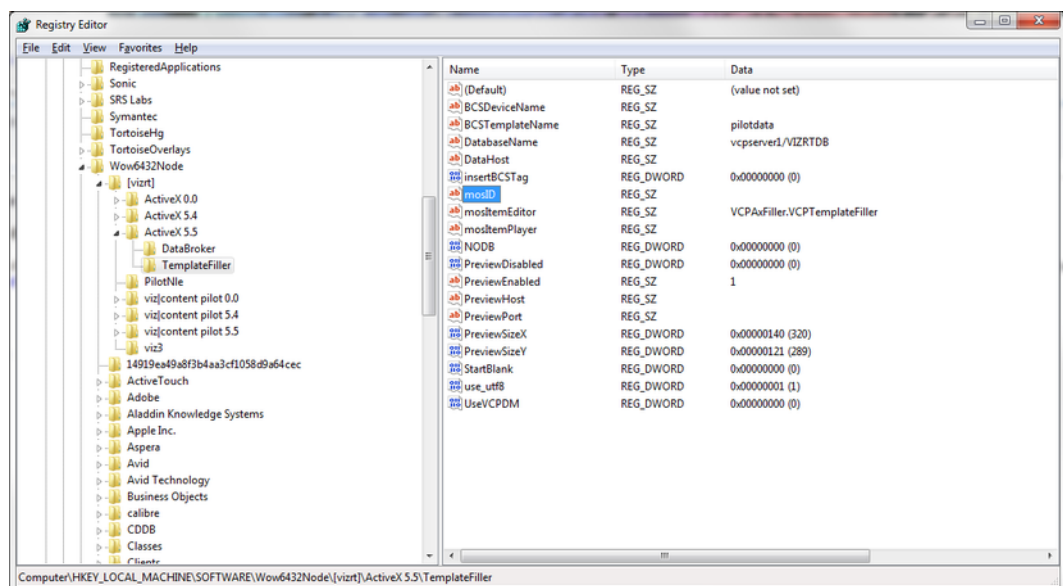 Registry Editor
File Edit View Favorites Help
RegisteredApplications
Sonic
SRS Labs
Symantec
TortoiseHg
TortoiseOverlays
Wow6432Node
[vizrt]
ActiveX 0.0
ActiveX 5.4
ActiveX 5.5
DataBroker
TemplateFiller
PilotNle
viz|content pilot 0.0
viz|content pilot 5.4
viz|content pilot 5.5
viz3
14919ea49a8f3b4aa3cf1058d9a64cec
ActiveTouch
Adobe
Aladdin Knowledge Systems
Apple Inc.
Aspera
Avid
Avid Technology
Business Objects
calibre
CDDB
Classes
Clients
Name Type Data
(Default) REG_SZ (value not set)
BCSDeviceName REG_SZ
BCSTemplateName REG_SZ pilotdata
DatabaseName REG_SZ vcpserver1/VIZRTDB
DataHost REG_SZ
insertBCSTag REG_DWORD 0x00000000 (0)
mosID REG_SZ
mosItemEditor REG_SZ VCPAxFiller.VCPTemplateFiller
mosItemPlayer REG_SZ
NODB REG_DWORD 0x00000000 (0)
PreviewDisabled REG_DWORD 0x00000000 (0)
PreviewEnabled REG_SZ 1
PreviewHost REG_SZ
PreviewPort REG_SZ
PreviewSizeX REG_DWORD 0x00000140 (320)
PreviewSizeY REG_DWORD 0x00000121 (289)
StartBlank REG_DWORD 0x00000000 (0)
use_utf8 REG_DWORD 0x00000001 (1)
UseVCPDM REG_DWORD 0x00000000 (0)
Computer\HKEY_LOCAL_MACHINE\SOFTWARE\Wow6432Node\[vizrt]\ActiveX 5.5\TemplateFiller